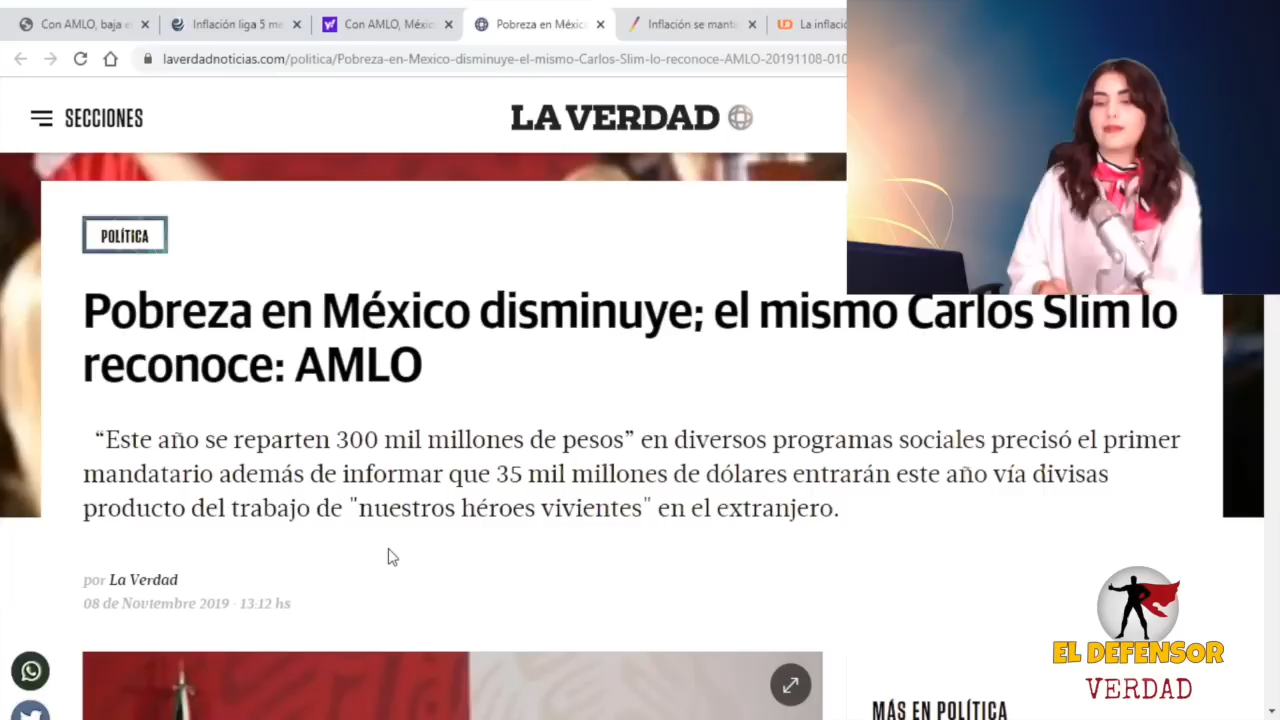 Con AMLO, baja e
Inflación liga 5 me
Con AMLO, Méxic
Pobreza en Méxic
Inflación se mant
La inflació
laverdadnoticias.com/politica/Pobreza-en-Mexico-disminuye-el-mismo-Carlos-Slim-lo-reconoce-AMLO-20191108-010
SECCIONES
LA VERDAD
POLÍTICA
Pobreza en México disminuye; el mismo Carlos Slim lo
reconoce: AMLO
“Este año se reparten 300 mil millones de pesos” en diversos programas sociales precisó el primer
mandatario además de informar que 35 mil millones de dólares entrarán este año vía divisas
producto del trabajo de "nuestros héroes vivientes" en el extranjero.
por La Verdad
08 de Noviembre 2019 · 13:12 hs
EL DEFENSOR
VERDAD
MÁS EN POLÍTICA